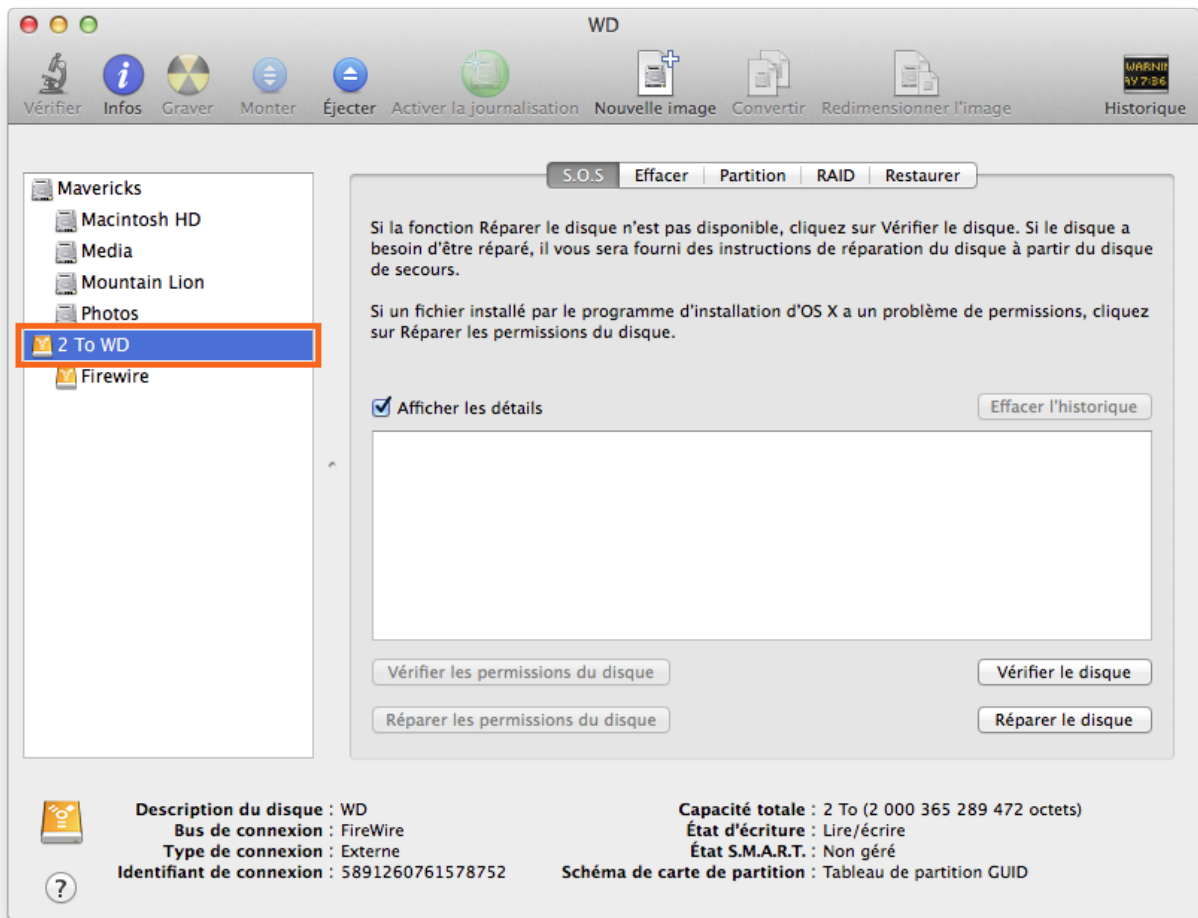 WD
Vérifier Infos Graver Monter Éjecter Activer la journalisation Nouvelle image Convertir Redimensionner l'image Historique
WARNIN
AY 7:86
S.O.S Effacer Partition RAID Restaurer
Mavericks
Macintosh HD
Media
Mountain Lion
Photos
2 To WD
Firewire
Si la fonction Réparer le disque n'est pas disponible, cliquez sur Vérifier le disque. Si le disque a
besoin d'être réparé, il vous sera fourni des instructions de réparation du disque à partir du disque
de secours.
Si un fichier installé par le programme d'installation d'OS X a un problème de permissions, cliquez
sur Réparer les permissions du disque.
Afficher les détails
Effacer l'historique
Vérifier les permissions du disque
Vérifier le disque
Réparer les permissions du disque
Réparer le disque
Description du disque : WD
Bus de connexion : FireWire
Type de connexion : Externe
Identifiant de connexion : 5891260761578752
Capacité totale : 2 To (2 000 365 289 472 octets)
État d'écriture : Lire/écrire
État S.M.A.R.T. : Non géré
Schéma de carte de partition : Tableau de partition GUID
?